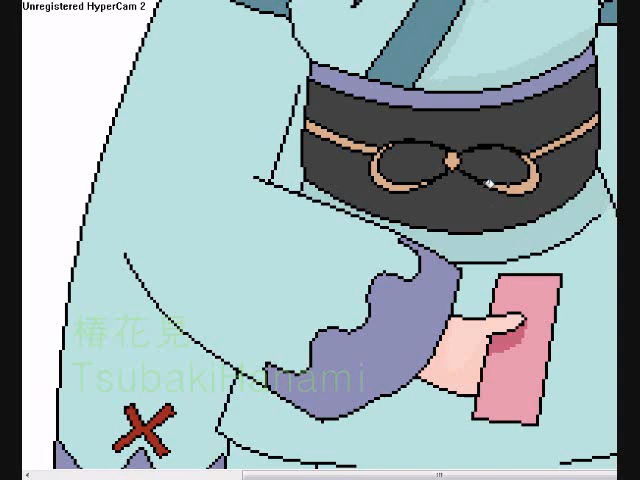 Unregistered HyperCam 2
椿花見
TsubakiHanami